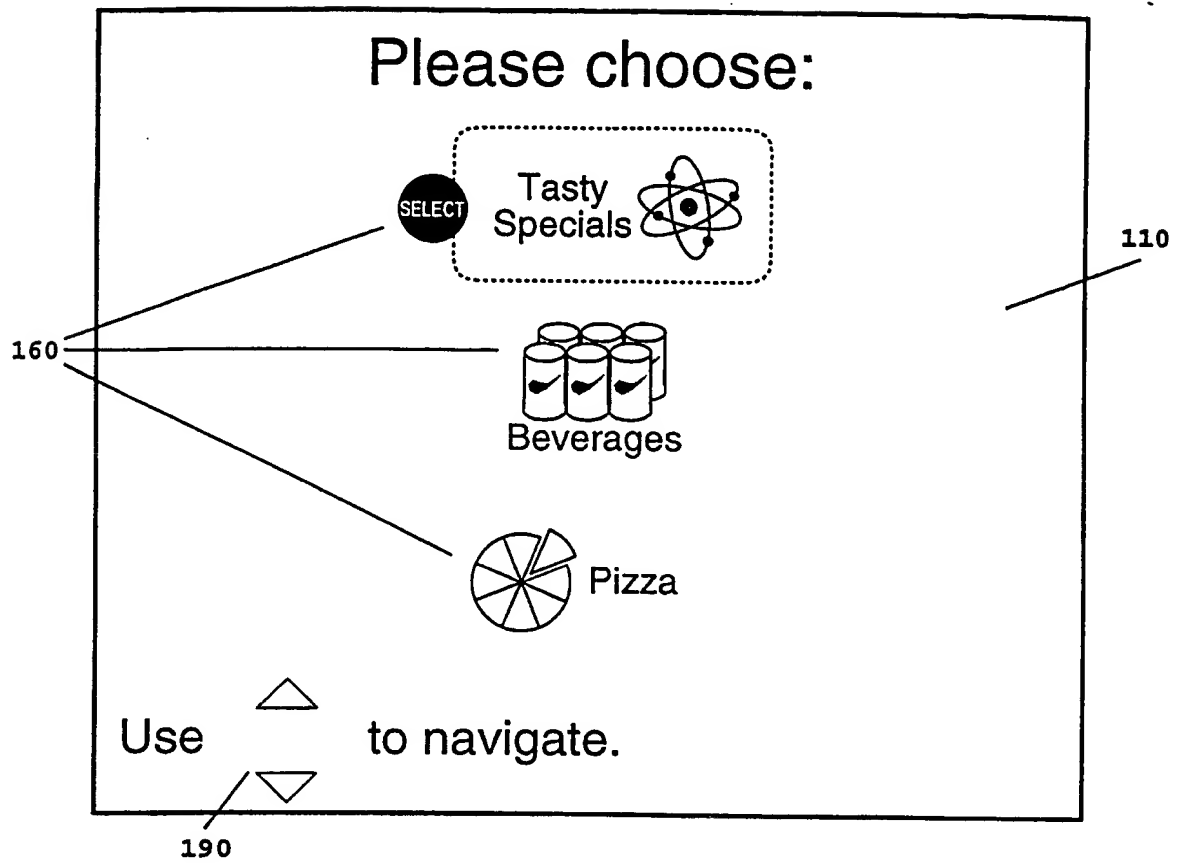 Please choose:
SELECT
Tasty
Specials
110
160
Beverages
Pizza
Use to navigate.
190